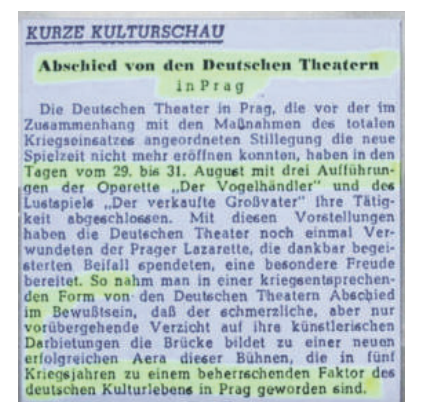 KURZE KULTURSCHAU
Abschied von den Deutschen Theatern
in Prag
Die Deutschen Theater in Prag, die vor der im
Zusammenhang mit den Maßnahmen des totalen
Kriegseinsatzes angeordneten Stillegung die neue
Spielzeit nicht mehr eröffnen konnten, haben in den
Tagen vom 29. bis 31. August mit drei Aufführun-
gen der Operette „Der Vogelhändler" und des
Lustspiels „Der verkaufte Großvater" ihre Tätig-
keit abgeschlossen. Mit diesen Vorstellungen
haben die Deutschen Theater noch einmal Ver-
wundeten der Prager Lazarette, die dankbar begei-
sterten Beifall spendeten, eine besondere Freude
bereitet. So nahm man in einer kriegsentsprechen-
den Form von den Deutschen Theatern Abschied
im Bewußtsein, daß der schmerzliche, aber nur
vorübergehende Verzicht auf ihre künstlerischen
Darbietungen die Brücke bildet zu einer neuen
erfolgreichen Aera dieser Bühnen, die in fünf
Kriegsjahren zu einem beherrschenden Faktor des
deutschen Kulturlebens in Prag geworden sind.